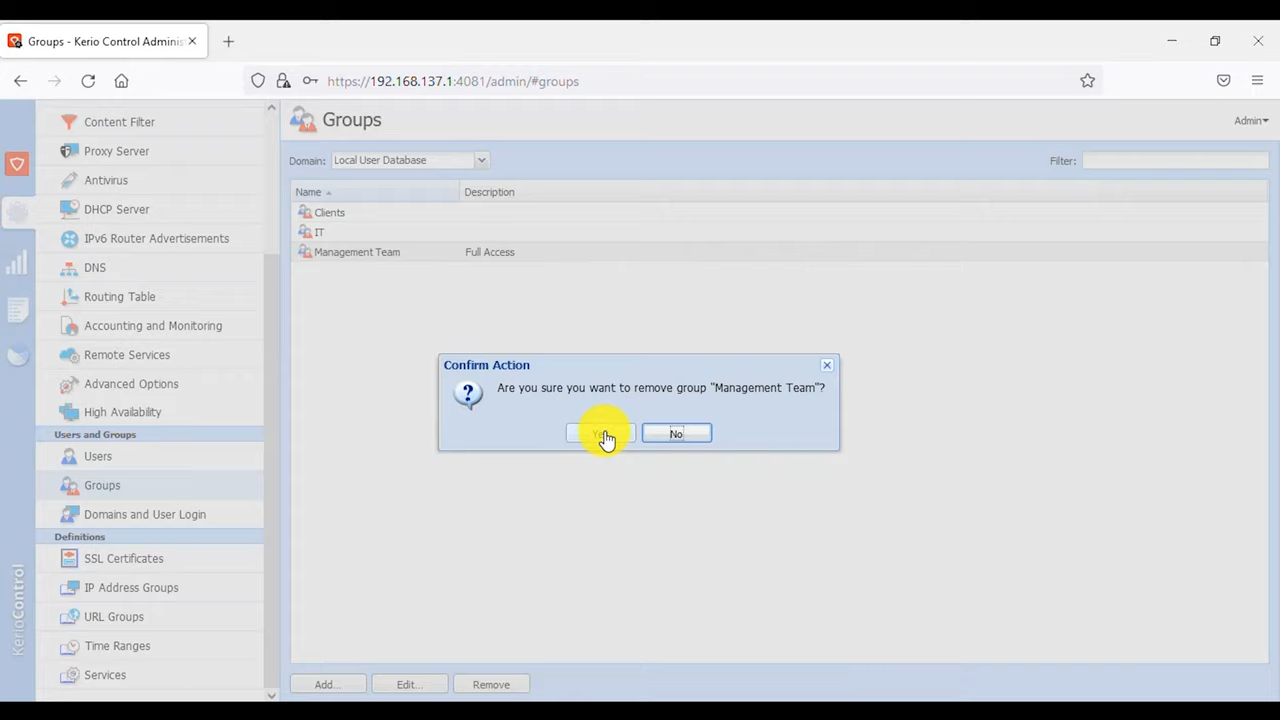 Groups - Kerio Control Adminis
https://192.168.137.1:4081/admin/#groups
Content Filter
Proxy Server
Antivirus
DHCP Server
IPv6 Router Advertisements
DNS
Routing Table
Accounting and Monitoring
Remote Services
Advanced Options
High Availability
Users and Groups
Users
Groups
Domains and User Login
Definitions
SSL Certificates
IP Address Groups
URL Groups
Time Ranges
Services
KerioControl
Groups
Admin
Domain: Local User Database
Filter:
Name Description
Clients
IT
Management Team Full Access
Confirm Action
Are you sure you want to remove group "Management Team"?
Yes No
Add... Edit... Remove